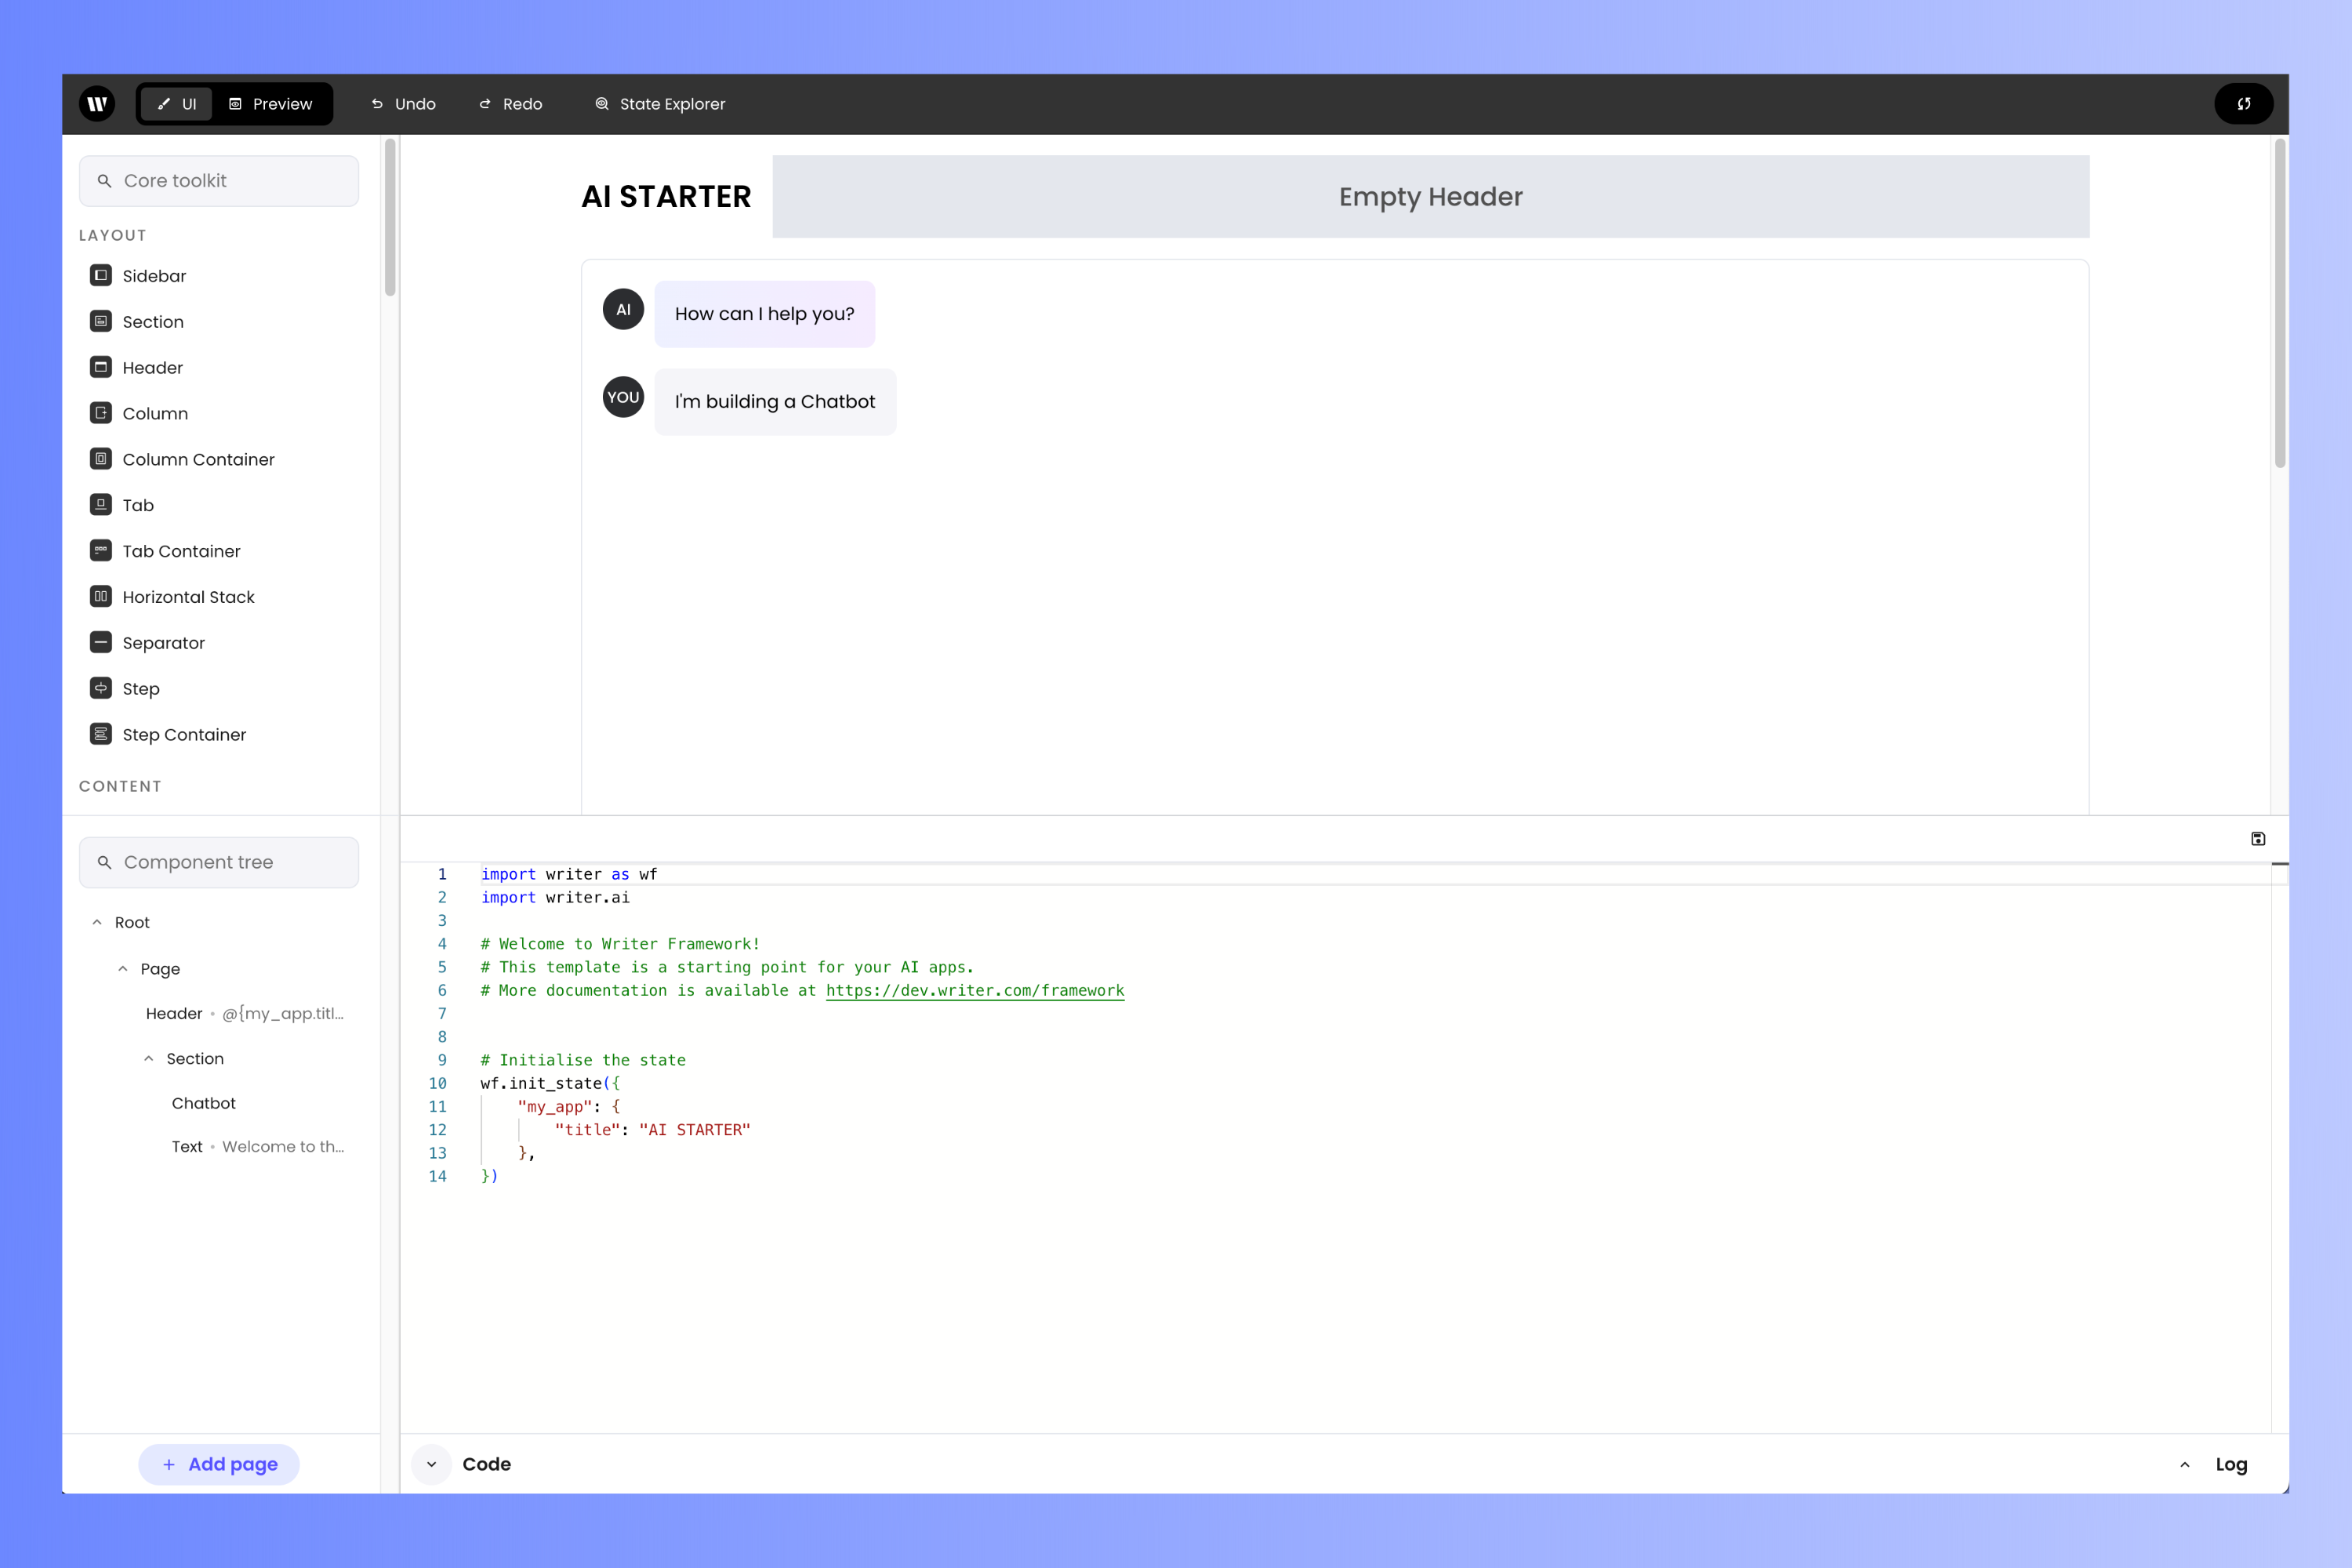 UI Preview Undo Redo State Explorer
Core toolkit
LAYOUT
Sidebar
Section
Header
Column
Column Container
Tab
Tab Container
Horizontal Stack
Separator
Step
Step Container
CONTENT
AI STARTER
Empty Header
AI How can I help you?
YOU I'm building a Chatbot
Component tree
Root
Page
Header • @{my_app.titl...
Section
Chatbot
Text • Welcome to th...
+ Add page
1 import writer as wf
2 import writer.ai
3
4 # Welcome to Writer Framework!
5 # This template is a starting point for your AI apps.
6 # More documentation is available at https://dev.writer.com/framework
7
8
9 # Initialise the state
10 wf.init_state({
11     "my_app": {
12         "title": "AI STARTER"
13     },
14 })
Code
Log